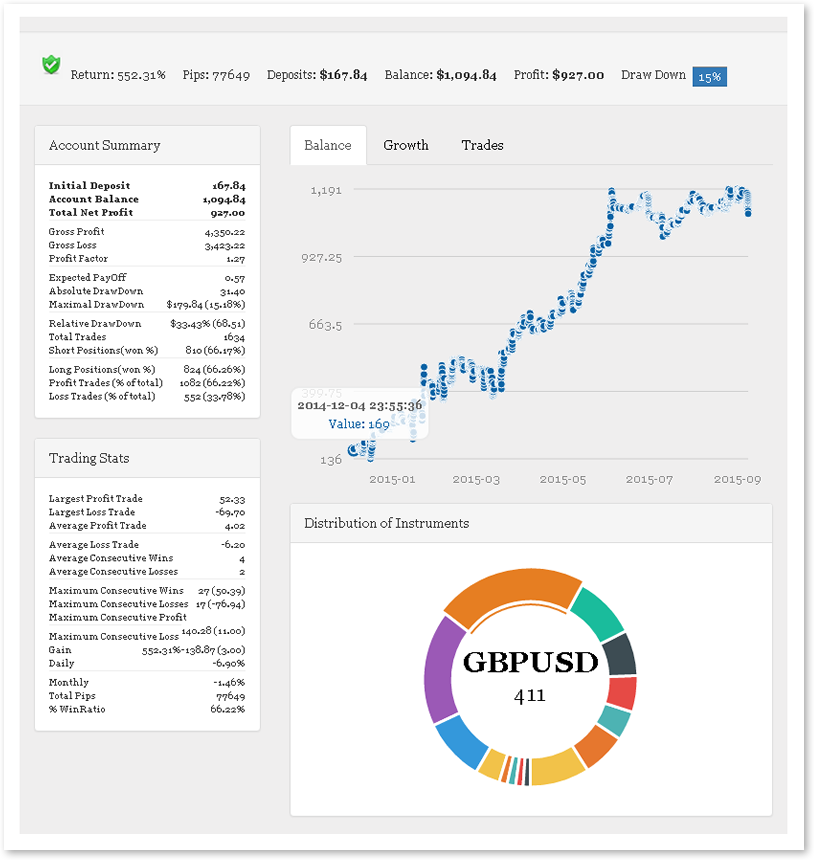 Return: 552.31% Pips: 77649 Deposits: $167.84 Balance: $1,094.84 Profit: $927.00 Draw Down 15%
Account Summary
Initial Deposit 167.84
Account Balance 1,094.84
Total Net Profit 927.00
Gross Profit 4,350.22
Gross Loss 3,423.22
Profit Factor 1.27
Expected PayOff 0.57
Absolute DrawDown 31.40
Maximal DrawDown $179.84 (15.18%)
Relative DrawDown $33.43% (68.51)
Total Trades 1634
Short Positions(won %) 810 (66.17%)
Long Positions(won %) 824 (66.26%)
Profit Trades (% of total) 1082 (66.22%)
Loss Trades (% of total) 552 (33.78%)
Trading Stats
Largest Profit Trade 52.33
Largest Loss Trade -69.70
Average Profit Trade 4.02
Average Loss Trade -6.20
Average Consecutive Wins 4
Average Consecutive Losses 2
Maximum Consecutive Wins 27 (50.39)
Maximum Consecutive Losses 17 (-76.94)
Maximum Consecutive Profit
140.28 (11.00)
Maximum Consecutive Loss
Gain 552.31%-138.87 (3.00)
Daily -6.90%
Monthly -1.46%
Total Pips 77649
% WinRatio 66.22%
Balance Growth Trades
1,191
927.25
663.5
399.75
2014-12-04 23:55:36
Value: 169
136
2015-01 2015-03 2015-05 2015-07 2015-09
Distribution of Instruments
GBPUSD
411